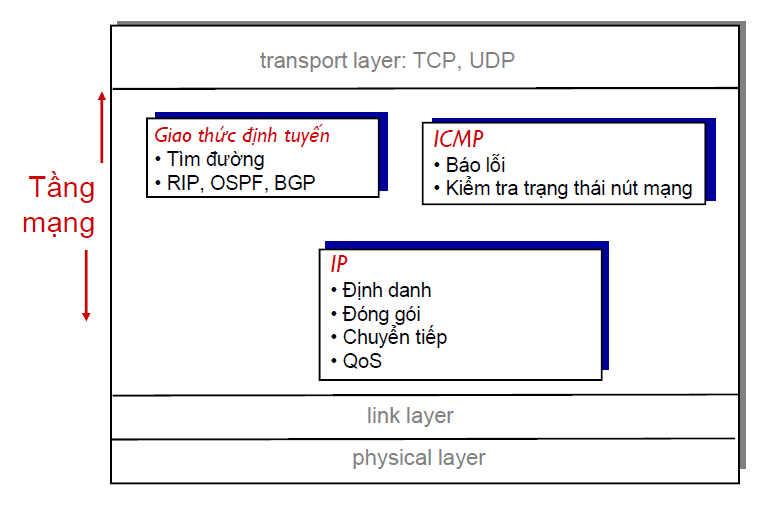 transport layer: TCP, UDP
Giao thức định tuyến
• Tìm đường
• RIP, OSPF, BGP
ICMP
• Báo lỗi
• Kiểm tra trạng thái nút mạng
Tầng
mạng
IP
• Định danh
• Đóng gói
• Chuyển tiếp
• QoS
link layer
physical layer